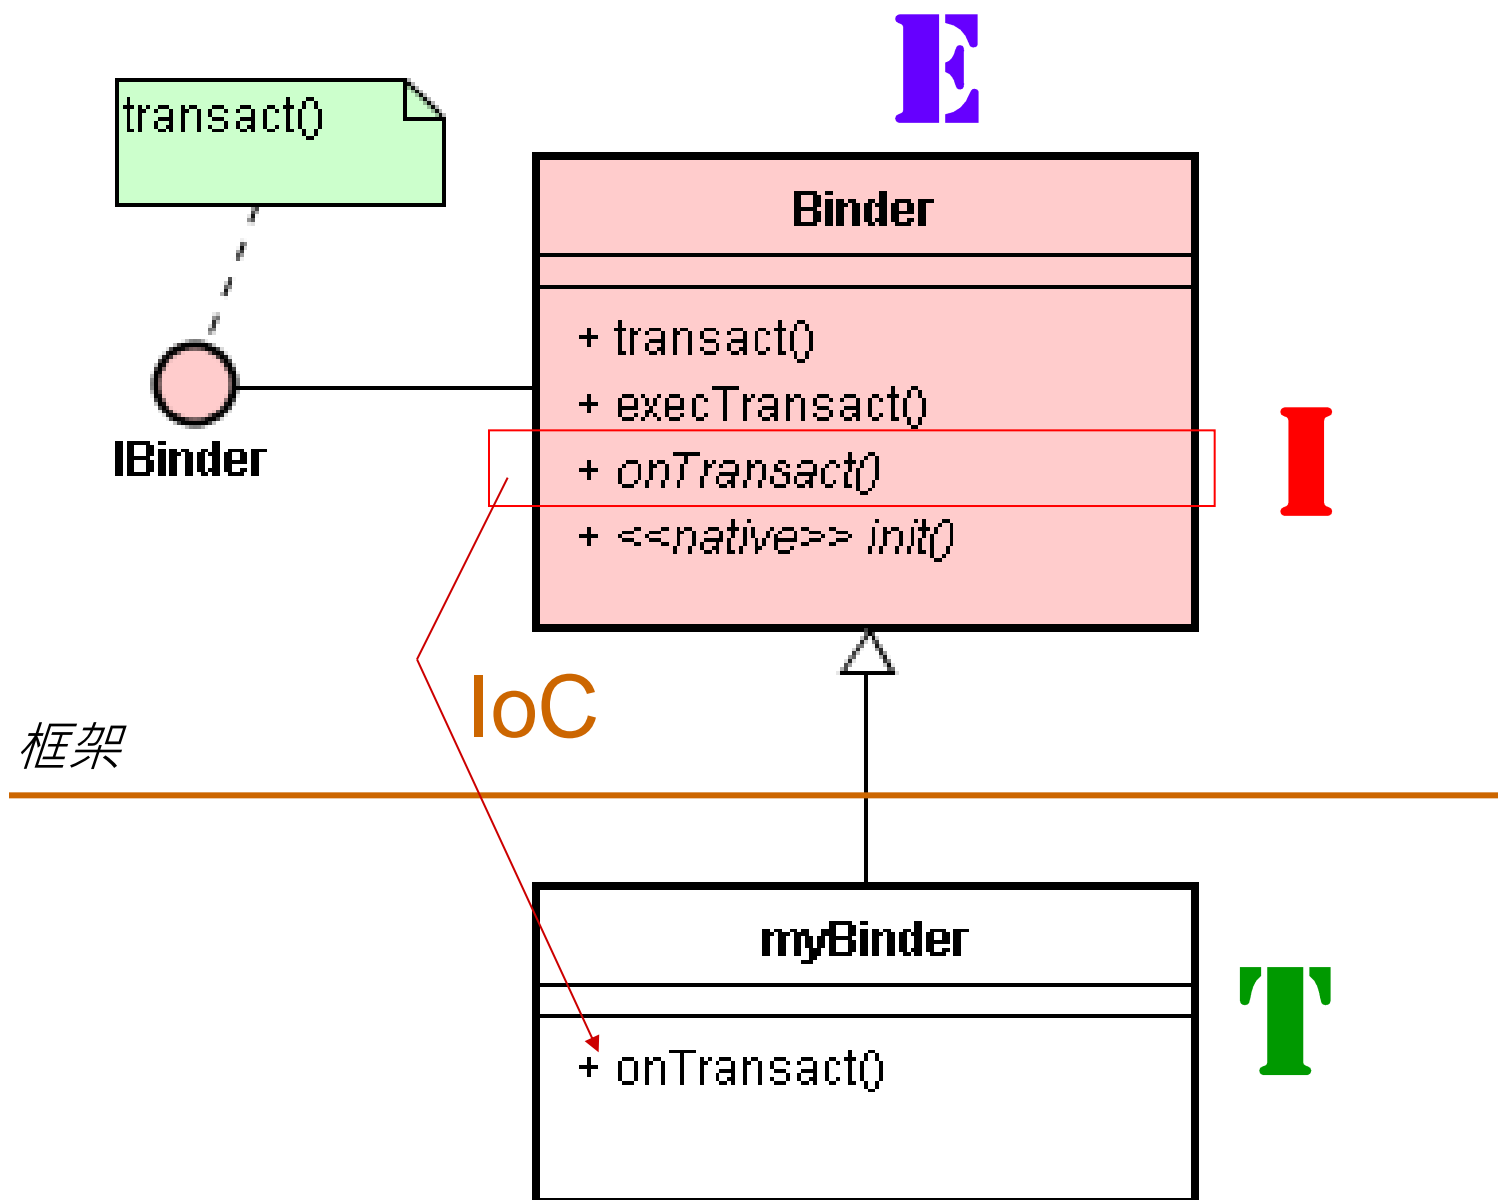 E
transact()
Binder
+ transact()
+ execTransact()
IBinder
+ onTransact()
I
+ <<native>> init()
IoC
框架
myBinder
T
+ onTransact()